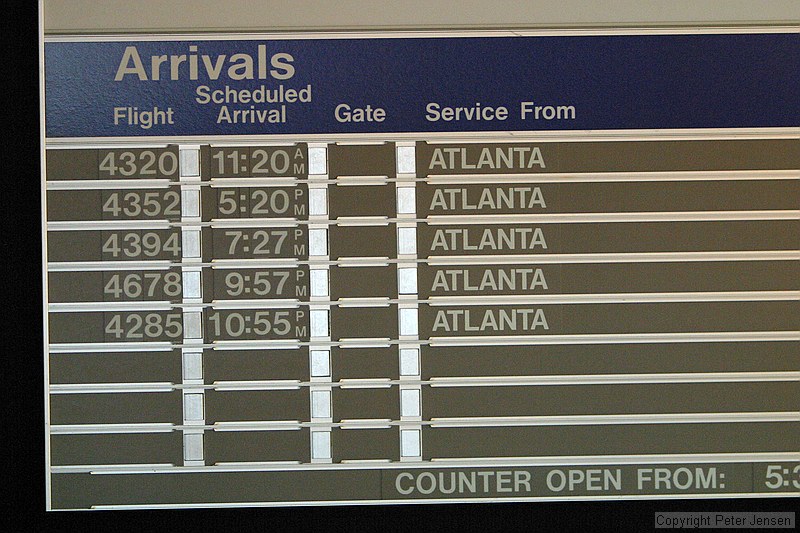 Arrivals
Flight Scheduled Arrival Gate Service From
4320 11:20 AM ATLANTA
4352 5:20 PM ATLANTA
4394 7:27 PM ATLANTA
4678 9:57 PM ATLANTA
4285 10:55 PM ATLANTA
COUNTER OPEN FROM:
Copyright Peter Jensen